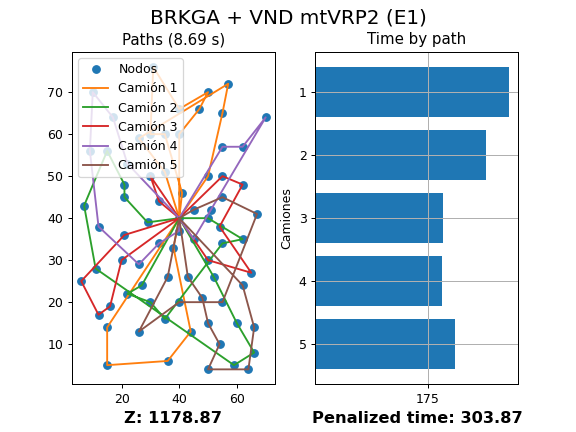 BRKGA + VND mtVRP2 (E1)
Paths (8.69 s)
Time by path
Nodos
Camión 1
Camión 2
Camión 3
Camión 4
Camión 5
70
60
50
40
30
20
10
20
40
60
Z: 1178.87
Camiones
1
2
3
4
5
175
Penalized time: 303.87